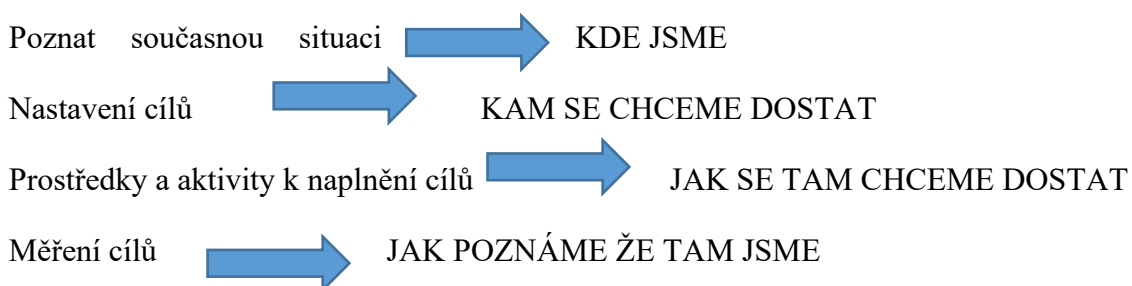 Poznat současnou situaci KDE JSME
Nastavení cílů KAM SE CHCEME DOSTAT
Prostředky a aktivity k naplnění cílů JAK SE TAM CHCEME DOSTAT
Měření cílů JAK POZNÁME ŽE TAM JSME